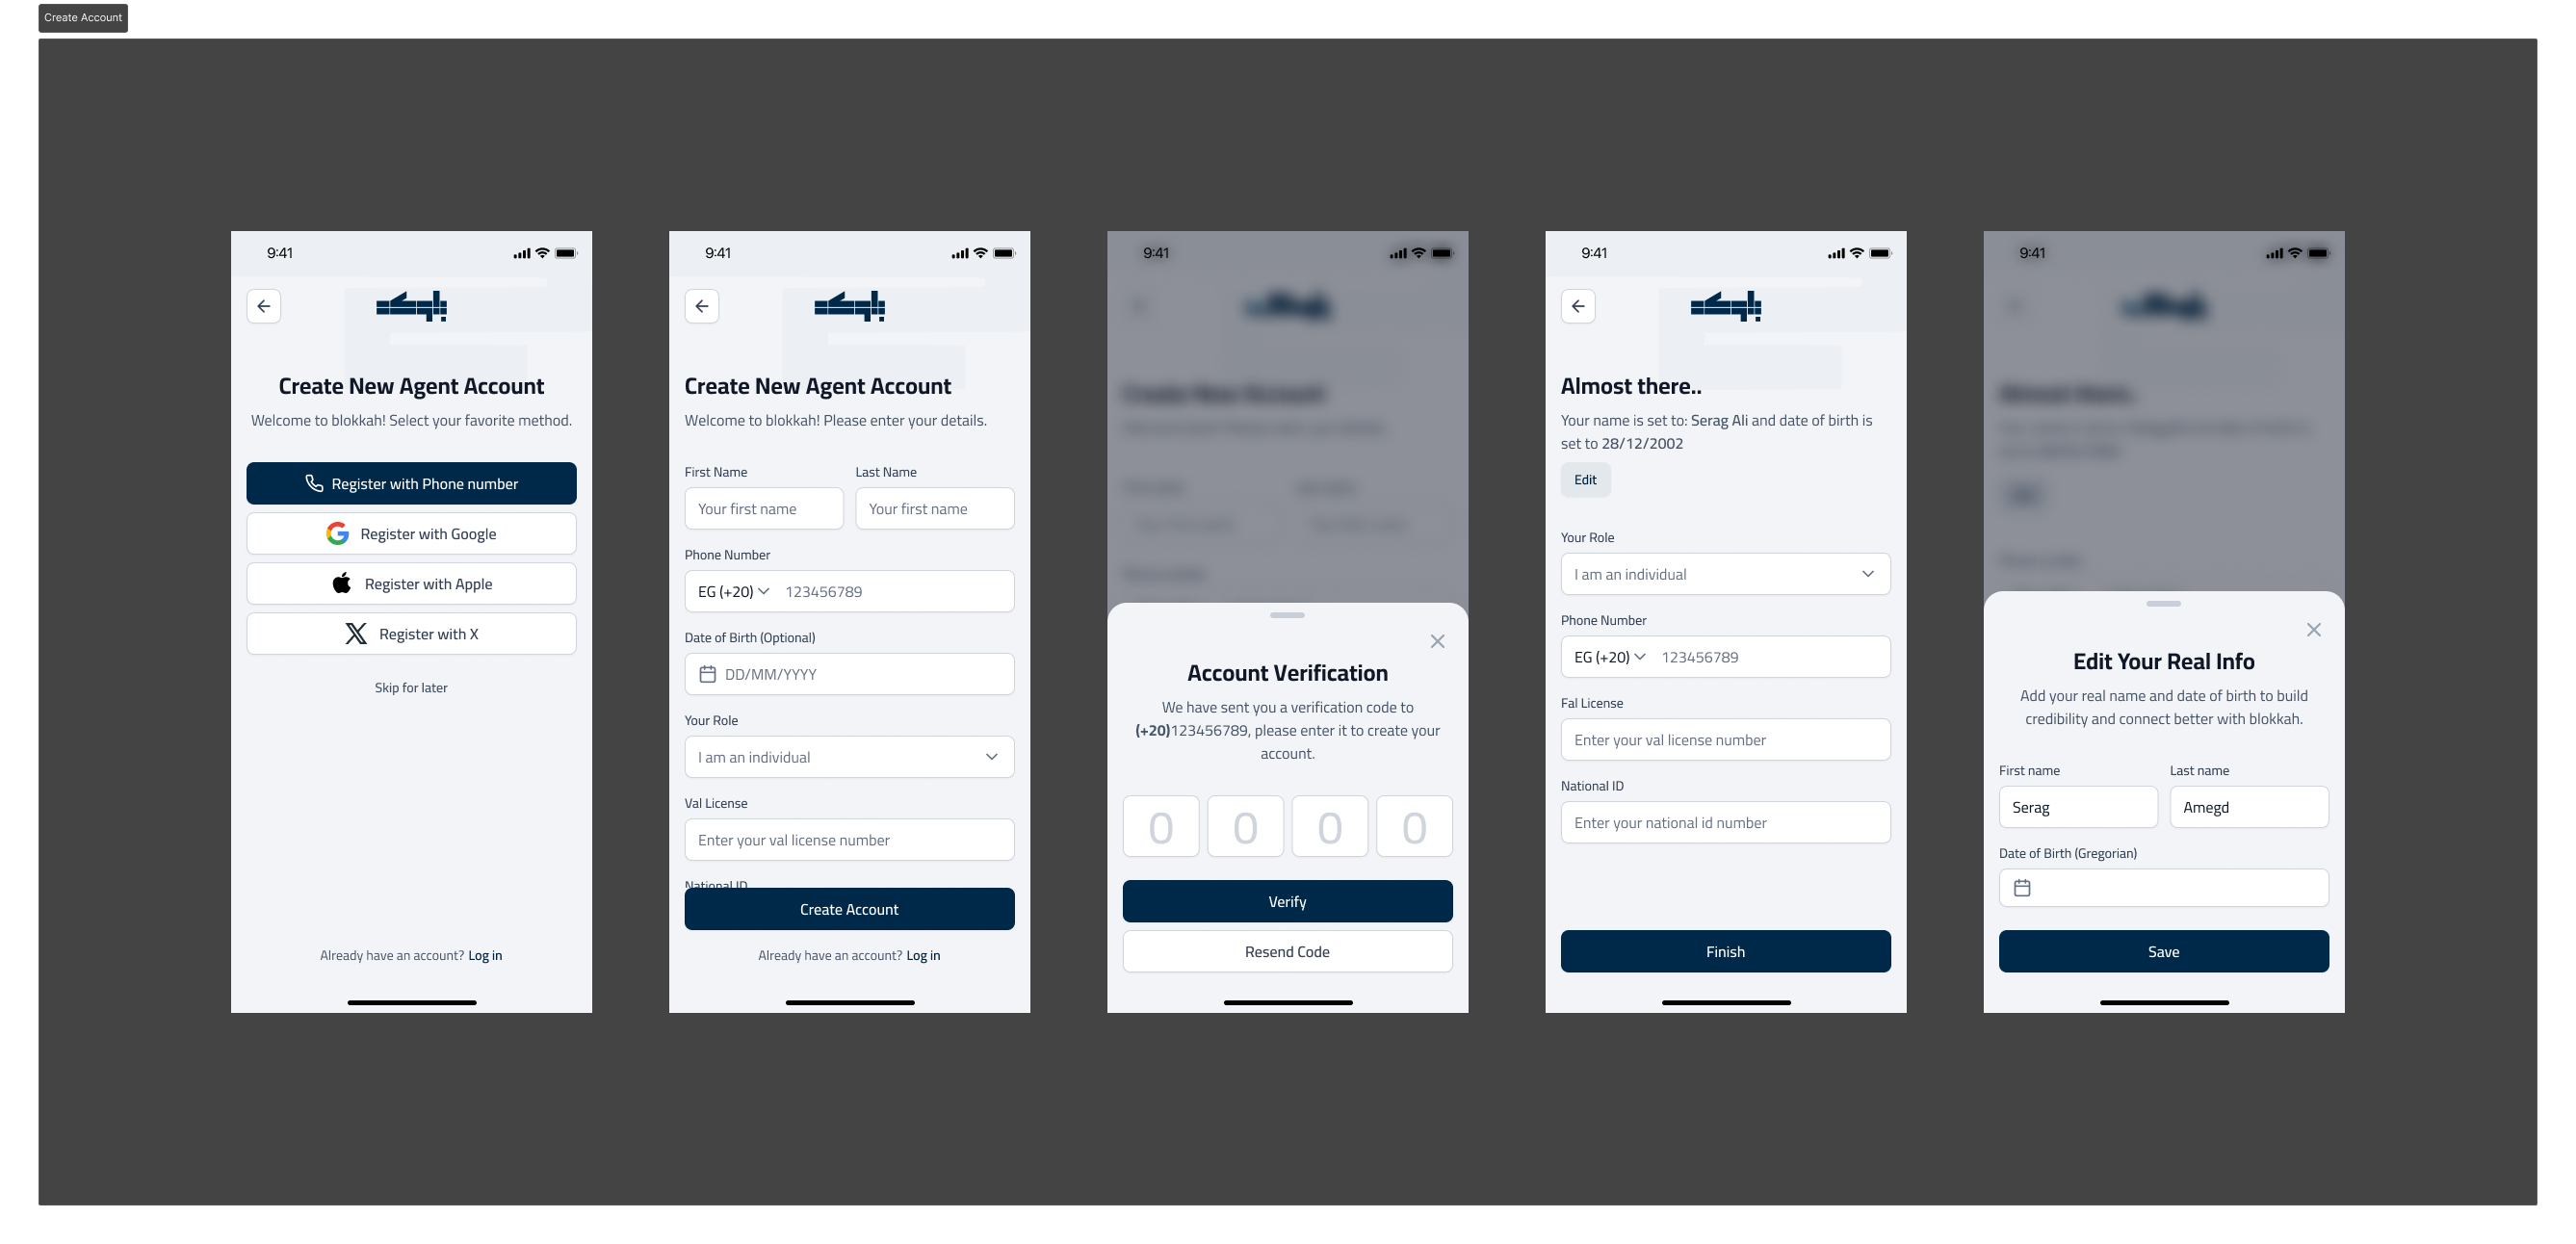 Create Account
9:41
بلوكة
Create New Agent Account
Welcome to blokkah! Select your favorite method.
Register with Phone number
Register with Google
Register with Apple
Register with X
Skip for later
Already have an account? Log in
9:41
بلوكة
Create New Agent Account
Welcome to blokkah! Please enter your details.
First Name
Last Name
Your first name
Your first name
Phone Number
EG (+20)
123456789
Date of Birth (Optional)
DD/MM/YYYY
Your Role
I am an individual
Val License
Enter your val license number
National ID
Create Account
Already have an account? Log in
9:41
Account Verification
We have sent you a verification code to
(+20)123456789, please enter it to create your
account.
0 0 0 0
Verify
Resend Code
9:41
بلوكة
Almost there..
Your name is set to: Serag Ali and date of birth is
set to 28/12/2002
Edit
Your Role
I am an individual
Phone Number
EG (+20)
123456789
Fal License
Enter your val license number
National ID
Enter your national id number
Finish
9:41
Edit Your Real Info
Add your real name and date of birth to build
credibility and connect better with blokkah.
First name
Last name
Serag
Amegd
Date of Birth (Gregorian)
Save